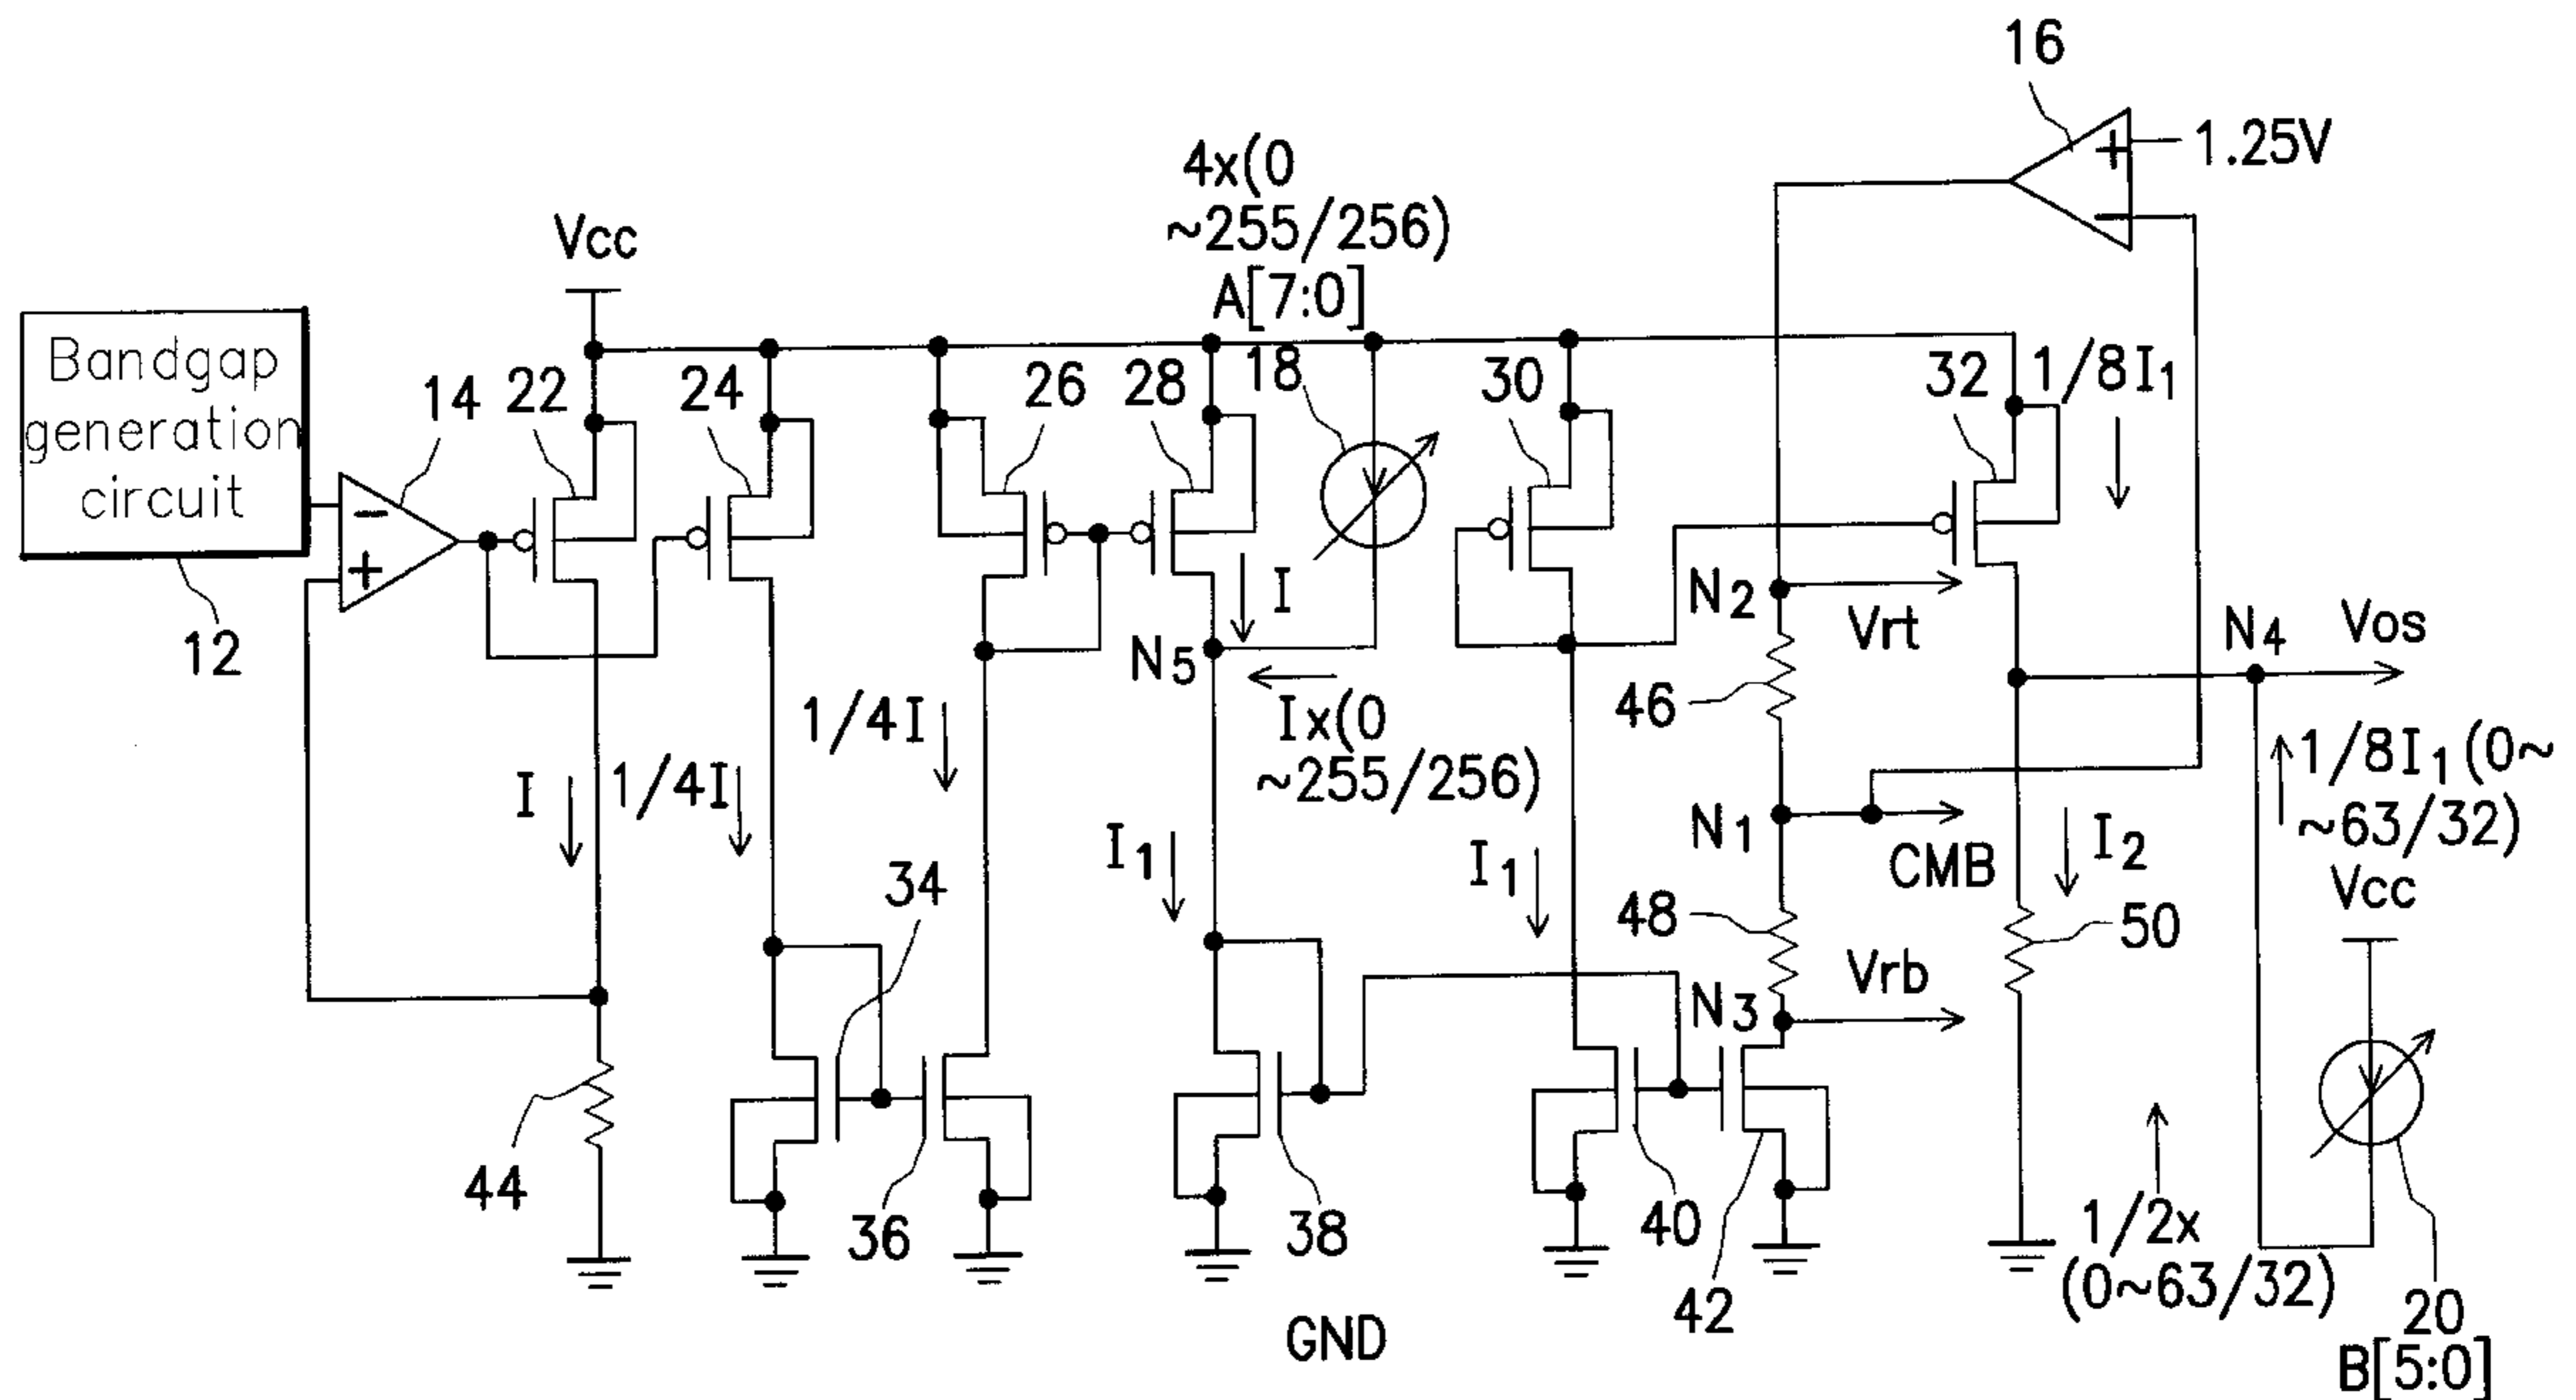 16
1.25V
+
−
4x(0
~255/256)
A[7:0]
Vcc
Bandgap
generation
circuit
12
14
−
+
22
24
26
28
18
30
32
1/8I1
I
N5
Ix(0
~255/256)
N2
Vrt
46
N4
Vos
1/8I1(0~
~63/32)
I
1/4I
1/4I
I1
I1
N1
CMB
I2
Vcc
34
48
50
N3
Vrb
44
36
38
40
42
1/2x
(0~63/32)
20
B[5:0]
GND